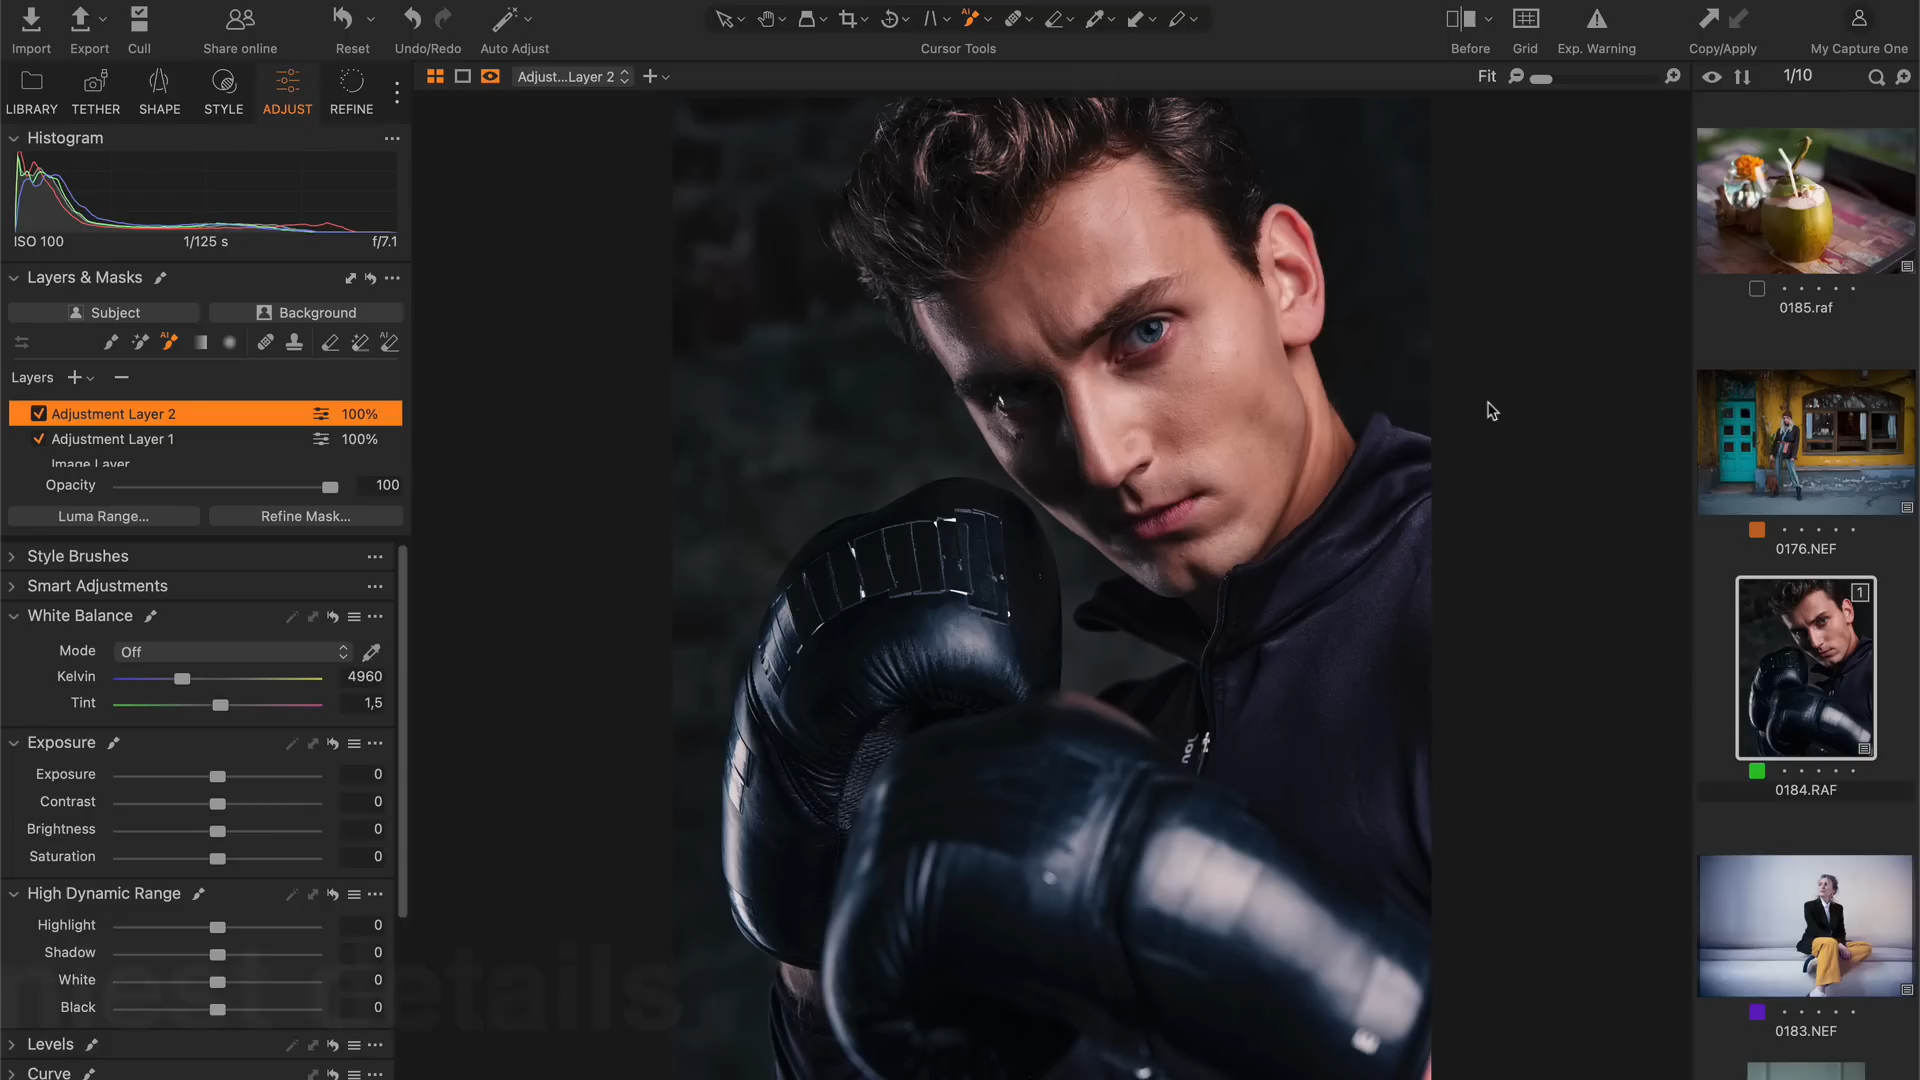 Import Export Cull Share online Reset Undo/Redo Auto Adjust Cursor Tools Before Grid Exp. Warning Copy/Apply My Capture One
LIBRARY TETHER SHAPE STYLE ADJUST REFINE
Adjust...Layer 2
Fit
1/10
Histogram
ISO 100 1/125 s f/7.1
Layers & Masks
Subject Background
AI AI AI
Layers
Adjustment Layer 2 100%
Adjustment Layer 1 100%
Image Layer
Opacity 100
Luma Range... Refine Mask...
Style Brushes
Smart Adjustments
White Balance
Mode Off
Kelvin 4960
Tint 1,5
Exposure
Exposure 0
Contrast 0
Brightness 0
Saturation 0
High Dynamic Range
Highlight 0
Shadow 0
White 0
Black 0
details
Levels
Curve
0185.raf
0176.NEF
1
0184.RAF
0183.NEF